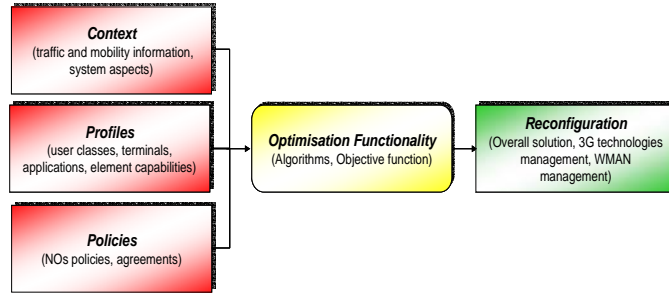 Context
(traffic and mobility information,
system aspects)
Profiles
(user classes, terminals,
applications, element capabilities)
Policies
(NOs policies, agreements)
Optimisation Functionality
(Algorithms, Objective function)
Reconfiguration
(Overall solution, 3G technologies
management, WMAN
management)